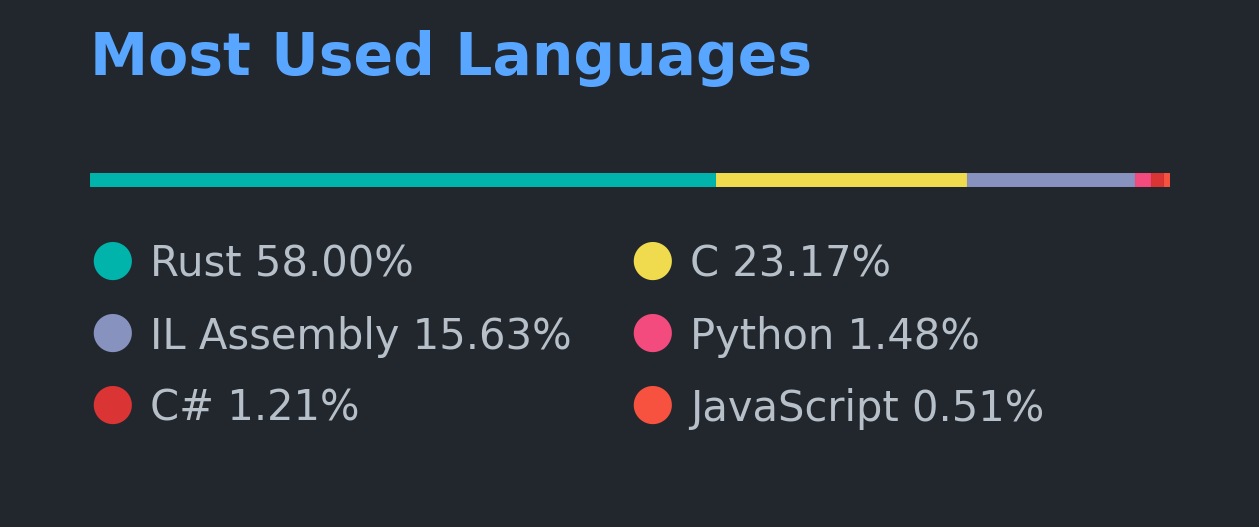 Most Used Languages
Rust 58.00%
C 23.17%
IL Assembly 15.63%
Python 1.48%
C# 1.21%
JavaScript 0.51%